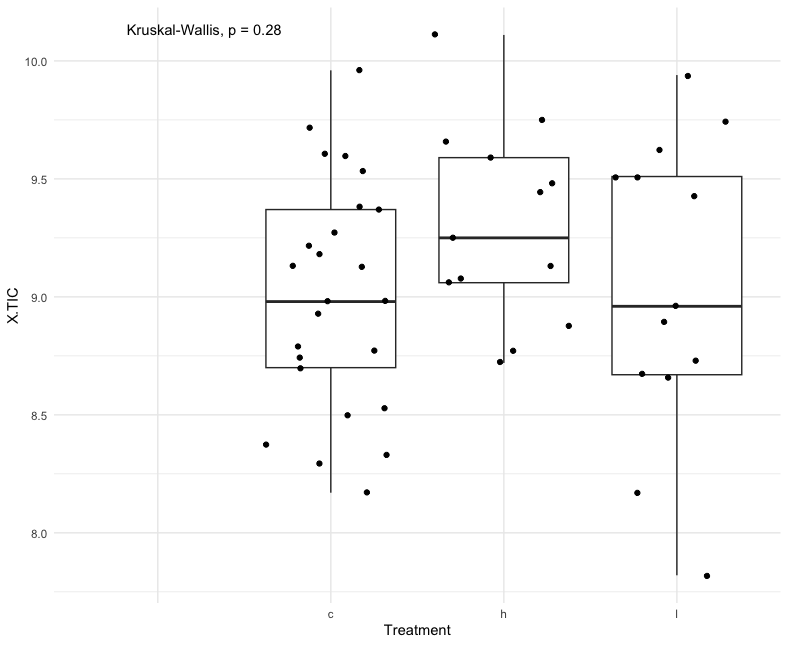 Kruskal-Wallis, p = 0.28
10.0
9.5
9.0
8.5
8.0
X.TIC
c h l
Treatment